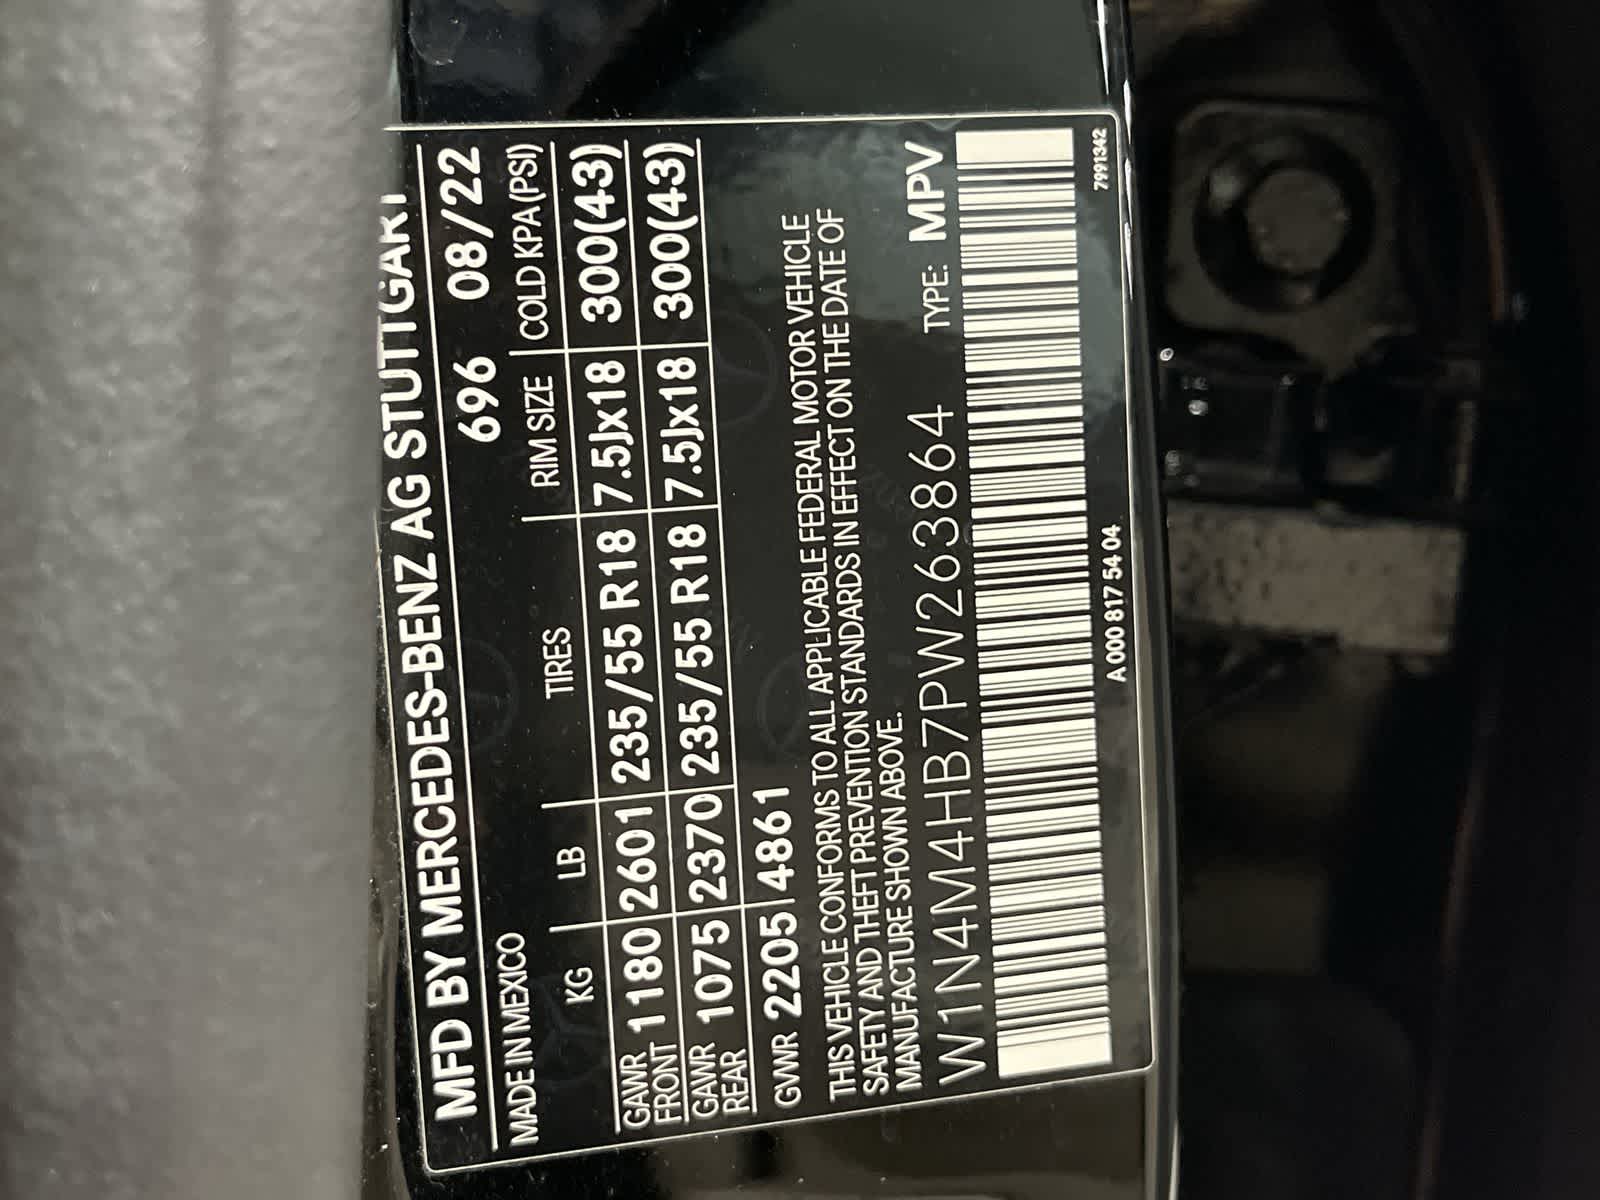 MFD BY MERCEDES-BENZ AG STUTTGART
MADE IN MEXICO 696 08/22
KG LB TIRES RIM SIZE COLD KPA (PSI)
GAWR FRONT 1180 2601 235/55 R18 7.5Jx18 300(43)
GAWR REAR 1075 2370 235/55 R18 7.5Jx18 300(43)
GVWR 2205 4861
THIS VEHICLE CONFORMS TO ALL APPLICABLE FEDERAL MOTOR VEHICLE
SAFETY AND THEFT PREVENTION STANDARDS IN EFFECT ON THE DATE OF
MANUFACTURE SHOWN ABOVE.
W1N4M4HB7PW263864 TYPE: MPV
A 000 817 54 04 7991342